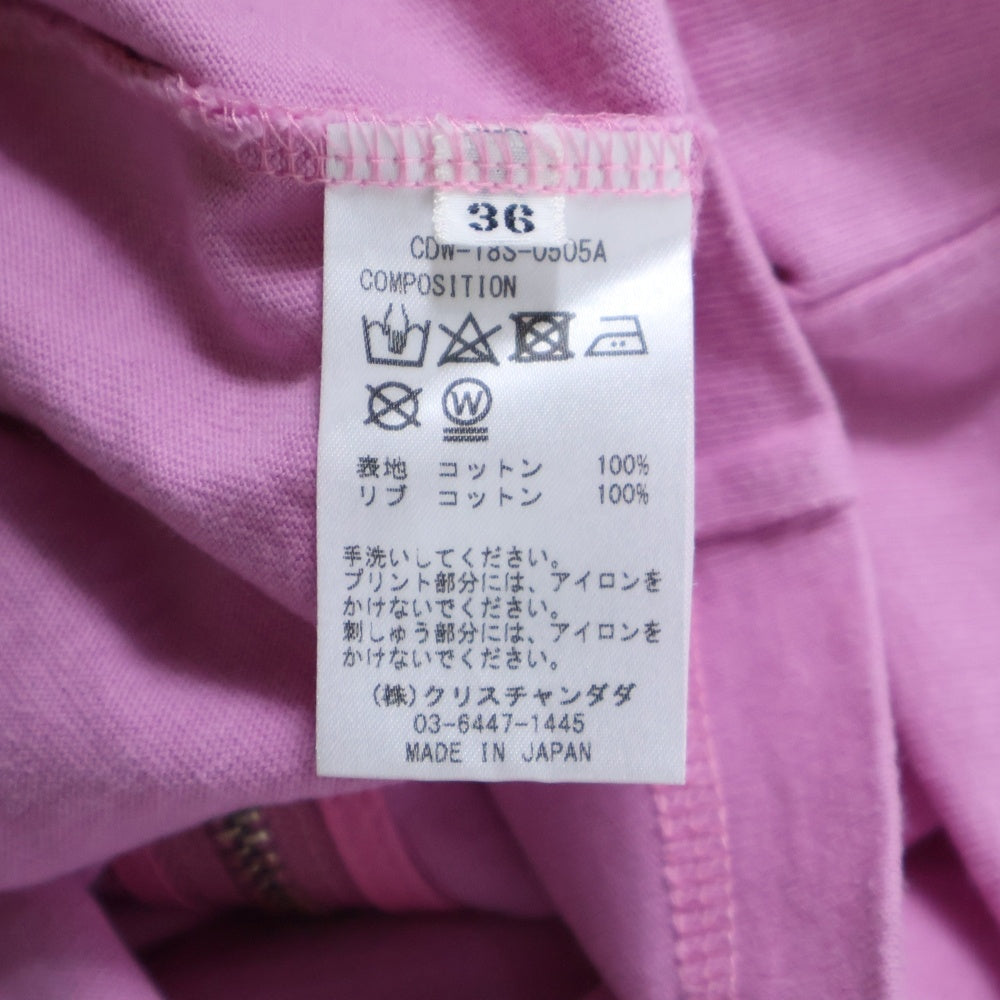 36
CDW-18S-0505A
COMPOSITION
W
表地 コットン 100%
リブ コットン 100%
手洗いしてください。
プリント部分には、アイロンを
かけないでください。
刺しゅう部分には、アイロンを
かけないでください。
(株)クリスチャンダダ
03-6447-1445
MADE IN JAPAN